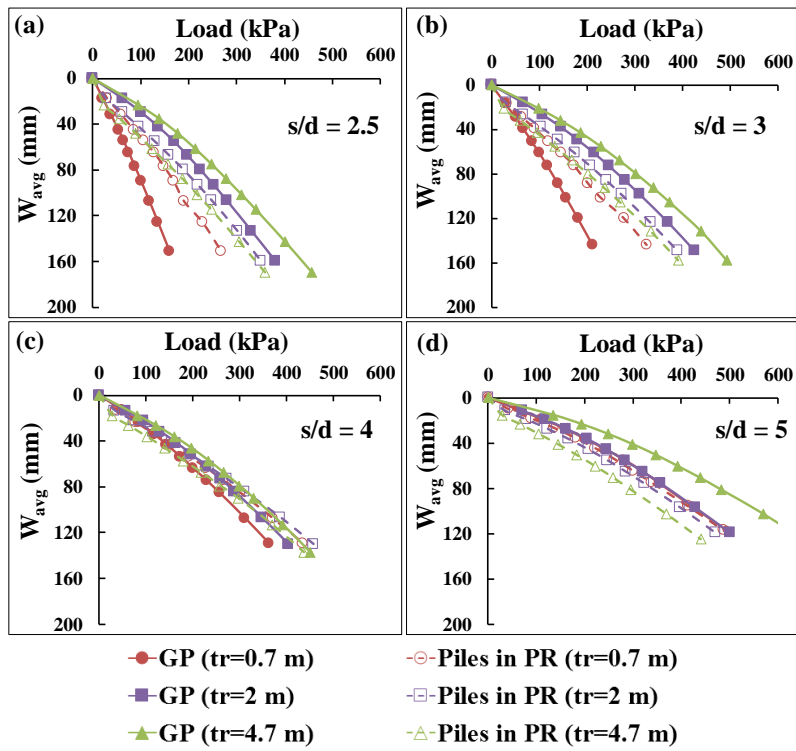 (a) Load (kPa)
0 100 200 300 400 500 600
0
40
80
120
160
200
W_avg (mm)
s/d = 2.5
(b) Load (kPa)
0 100 200 300 400 500 600
0
40
80
120
160
200
W_avg (mm)
s/d = 3
(c) Load (kPa)
0 100 200 300 400 500 600
0
40
80
120
160
200
W_avg (mm)
s/d = 4
(d) Load (kPa)
0 100 200 300 400 500 600
0
40
80
120
160
200
W_avg (mm)
s/d = 5
GP (tr=0.7 m) Piles in PR (tr=0.7 m)
GP (tr=2 m) Piles in PR (tr=2 m)
GP (tr=4.7 m) Piles in PR (tr=4.7 m)